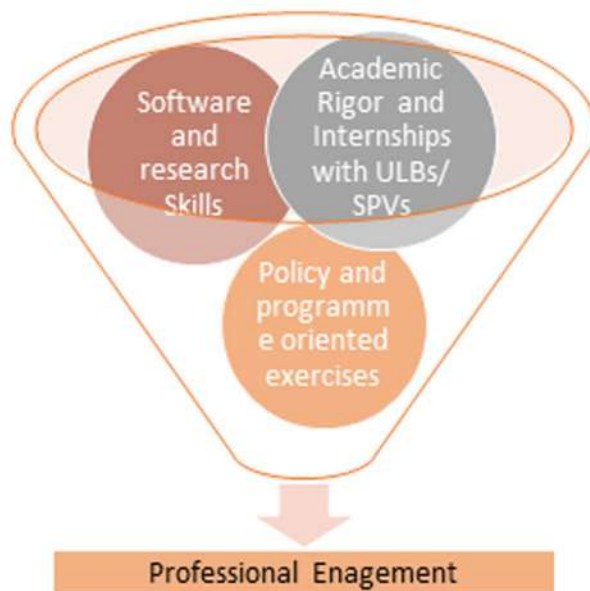 Software
and
research
Skills
Academic
Rigor and
Internships
with ULBs/
SPVs
Policy and
programm
e oriented
exercises
Professional Enagement